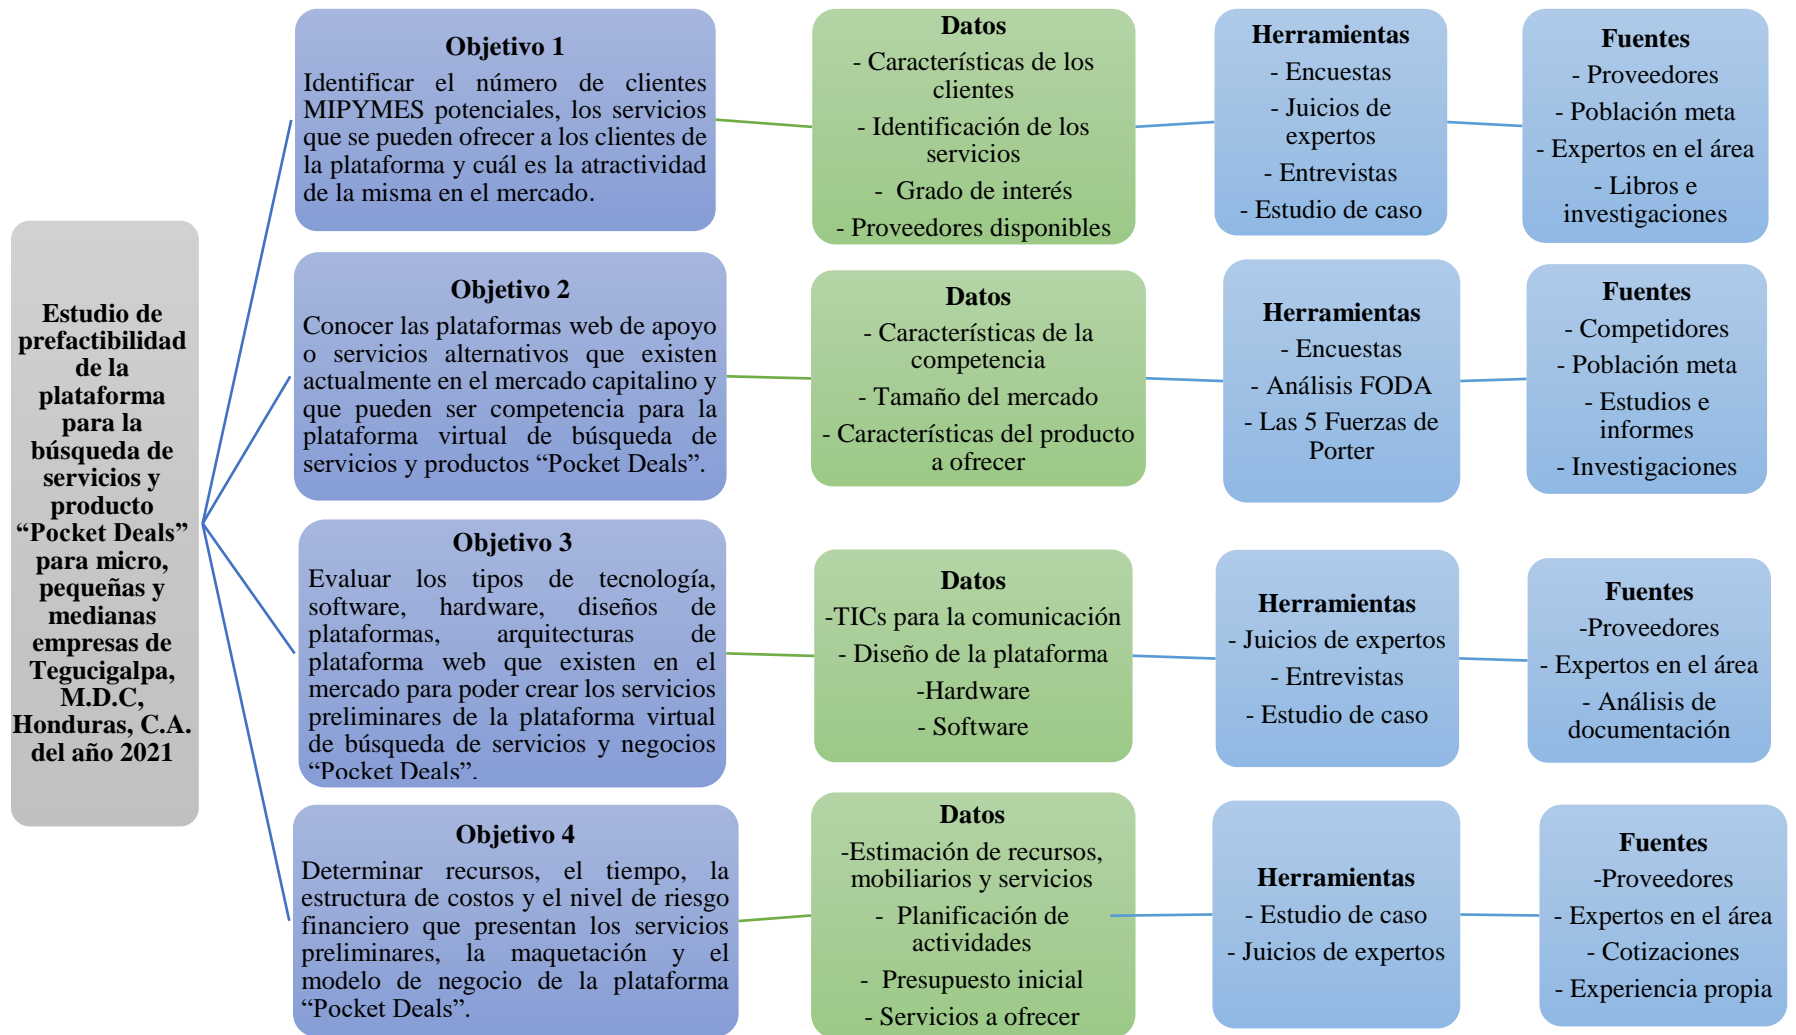 Estudio de
prefactibilidad
de la
plataforma
para la
búsqueda de
servicios y
producto
“Pocket Deals”
para micro,
pequeñas y
medianas
empresas de
Tegucigalpa,
M.D.C,
Honduras, C.A.
del año 2021
Objetivo 1
Identificar el número de clientes
MIPYMES potenciales, los servicios
que se pueden ofrecer a los clientes de
la plataforma y cuál es la atractividad
de la misma en el mercado.
Datos
- Características de los
clientes
- Identificación de los
servicios
- Grado de interés
- Proveedores disponibles
Herramientas
- Encuestas
- Juicios de
expertos
- Entrevistas
- Estudio de caso
Fuentes
- Proveedores
- Población meta
- Expertos en el área
- Libros e
investigaciones
Objetivo 2
Conocer las plataformas web de apoyo
o servicios alternativos que existen
actualmente en el mercado capitalino y
que pueden ser competencia para la
plataforma virtual de búsqueda de
servicios y productos “Pocket Deals”.
Datos
- Características de la
competencia
- Tamaño del mercado
- Características del producto
a ofrecer
Herramientas
- Encuestas
- Análisis FODA
- Las 5 Fuerzas de
Porter
Fuentes
- Competidores
- Población meta
- Estudios e
informes
- Investigaciones
Objetivo 3
Evaluar los tipos de tecnología,
software, hardware, diseños de
plataformas, arquitecturas de
plataforma web que existen en el
mercado para poder crear los servicios
preliminares de la plataforma virtual
de búsqueda de servicios y negocios
“Pocket Deals”.
Datos
-TICs para la comunicación
- Diseño de la plataforma
-Hardware
- Software
Herramientas
- Juicios de expertos
- Entrevistas
- Estudio de caso
Fuentes
-Proveedores
- Expertos en el área
- Análisis de
documentación
Objetivo 4
Determinar recursos, el tiempo, la
estructura de costos y el nivel de riesgo
financiero que presentan los servicios
preliminares, la maquetación y el
modelo de negocio de la plataforma
“Pocket Deals”.
Datos
-Estimación de recursos,
mobiliarios y servicios
- Planificación de
actividades
- Presupuesto inicial
- Servicios a ofrecer
Herramientas
- Estudio de caso
- Juicios de expertos
Fuentes
-Proveedores
- Expertos en el área
- Cotizaciones
- Experiencia propia